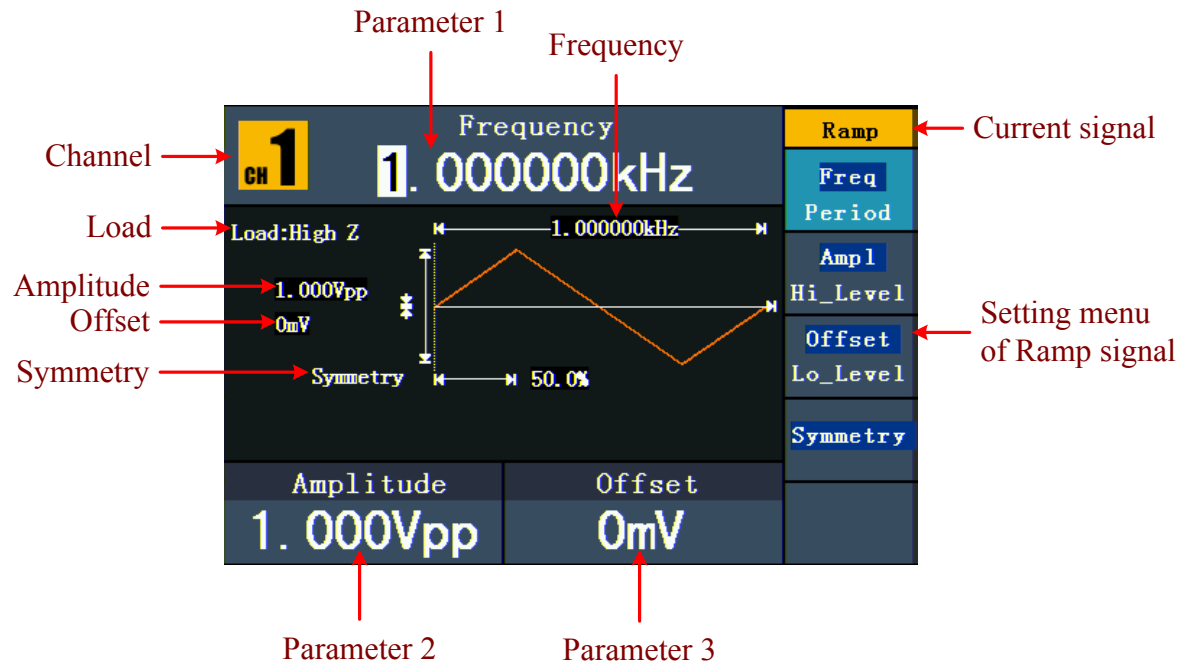 Parameter 1
Frequency
Channel
CH 1
Frequency
1.000000kHz
Ramp
Current signal
Freq
Period
Load
Load:High Z
1.000000kHz
Ampl
Hi_Level
Amplitude
1.000Vpp
Offset
0mV
Offset
Lo_Level
Setting menu
of Ramp signal
Symmetry
Symmetry
50.0%
Symmetry
Amplitude
1.000Vpp
Offset
0mV
Parameter 2
Parameter 3